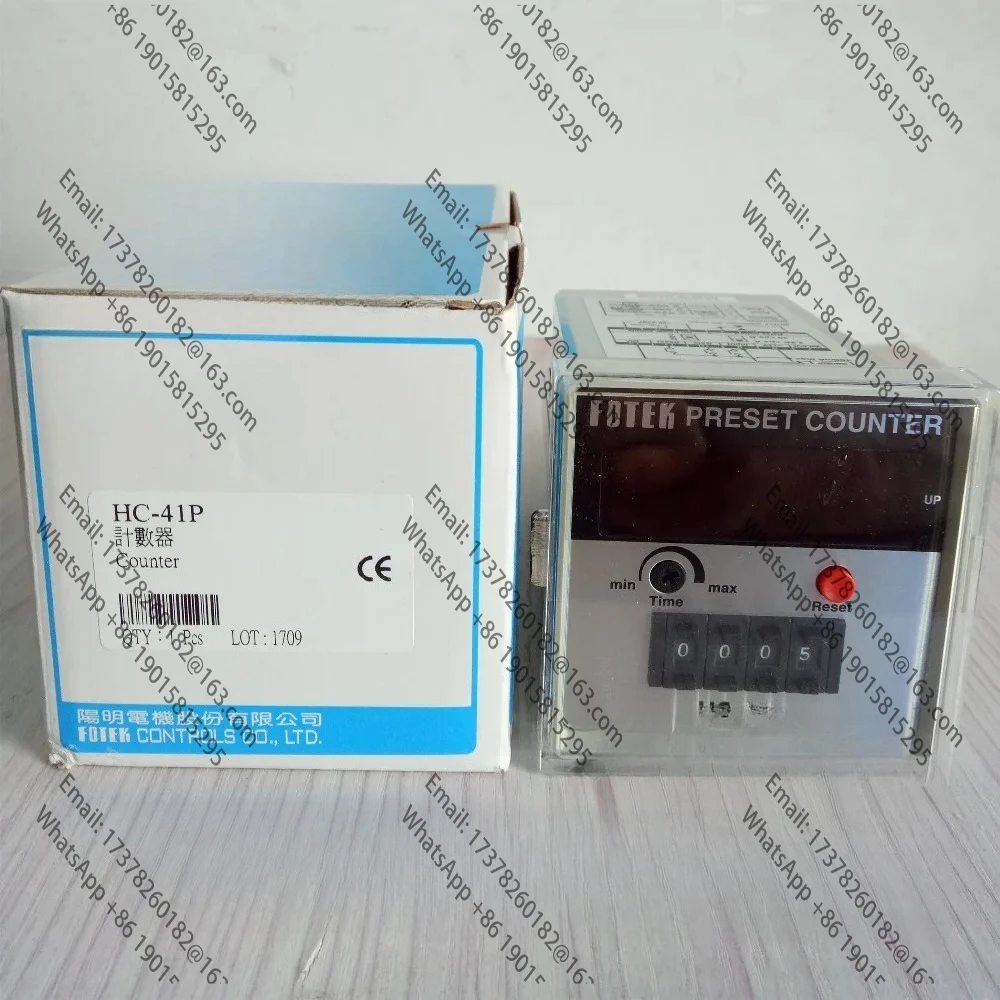 Email: 17378260182@163.com
WhatsApp +86 19015815295
HC-41P
計數器
Counter
CE
QTY : 1 Pcs LOT : 1709
陽明電機股份有限公司
FOTEK CONTROLS CO., LTD.
FOTEK PRESET COUNTER
UP
min
max
Time
Reset
0 0 0 5